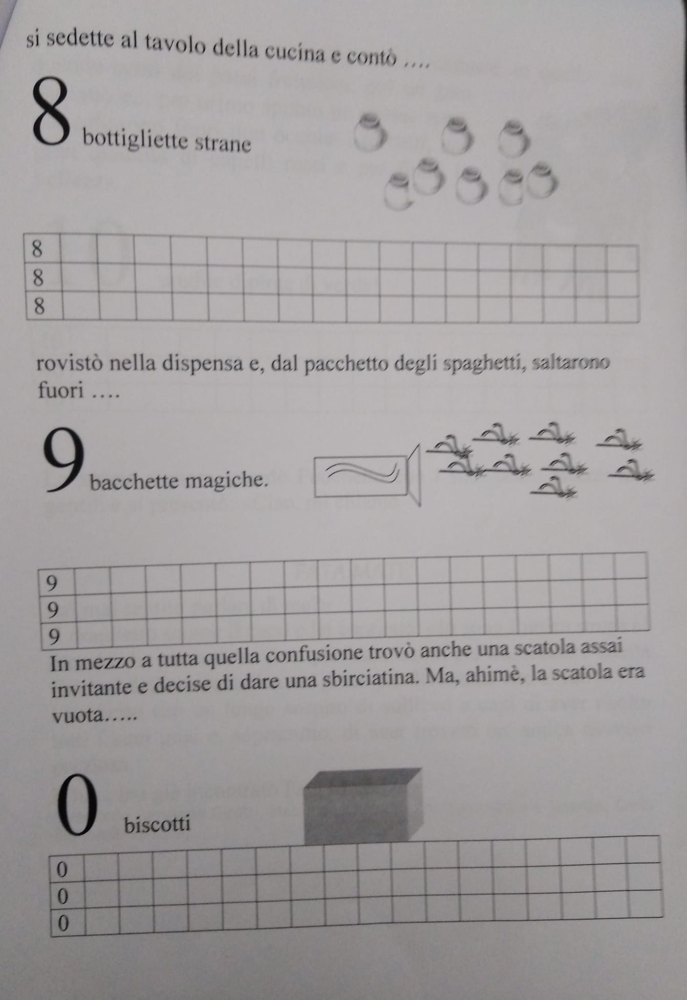 si sedette al tavolo della cucina e contò ....
8 bottigliette strane
8
8
8
rovistò nella dispensa e, dal pacchetto degli spaghetti, saltarono
fuori ....
9 bacchette magiche.
9
9
9
In mezzo a tutta quella confusione trovò anche una scatola assai
invitante e decise di dare una sbirciatina. Ma, ahimè, la scatola era
vuota.....
0 biscotti
0
0
0